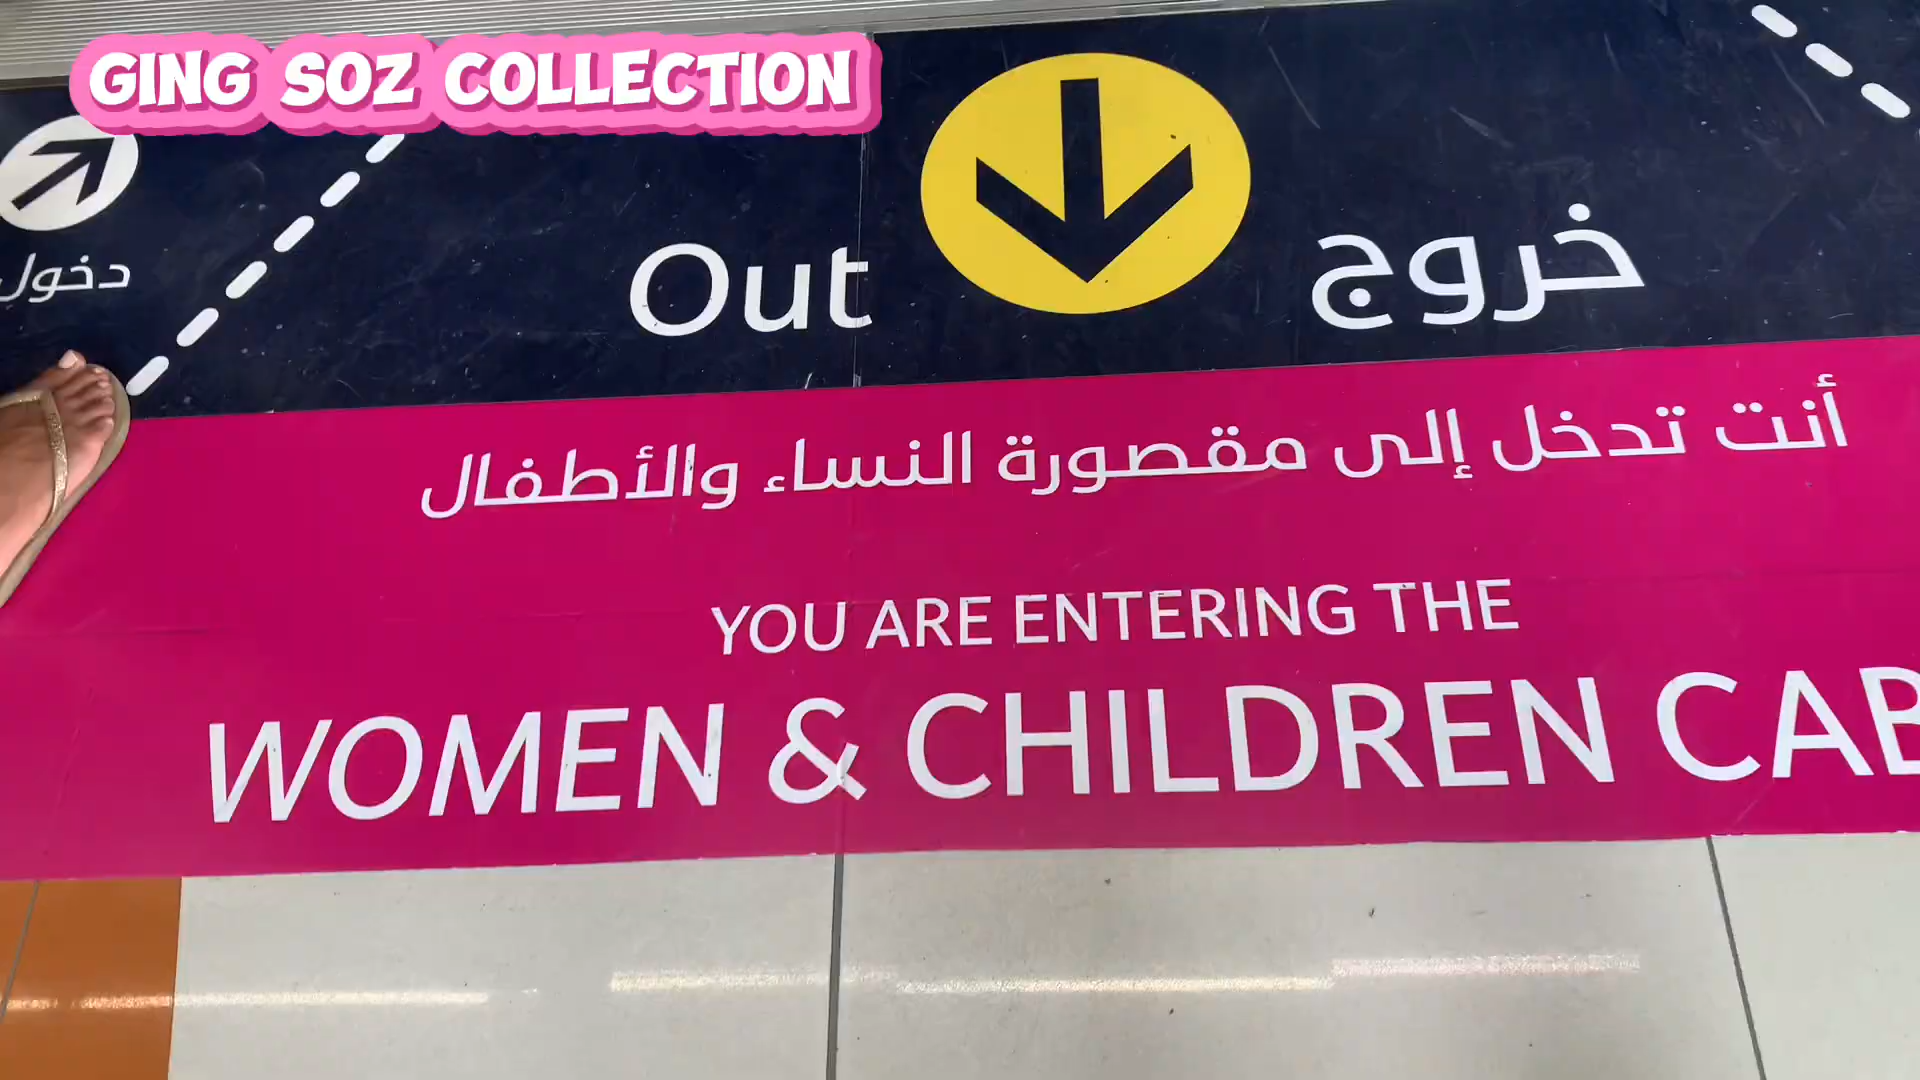 GING SOZ COLLECTION
دخول
Out خروج
أنت تدخل إلى مقصورة النساء والأطفال
YOU ARE ENTERING THE
WOMEN & CHILDREN CAB